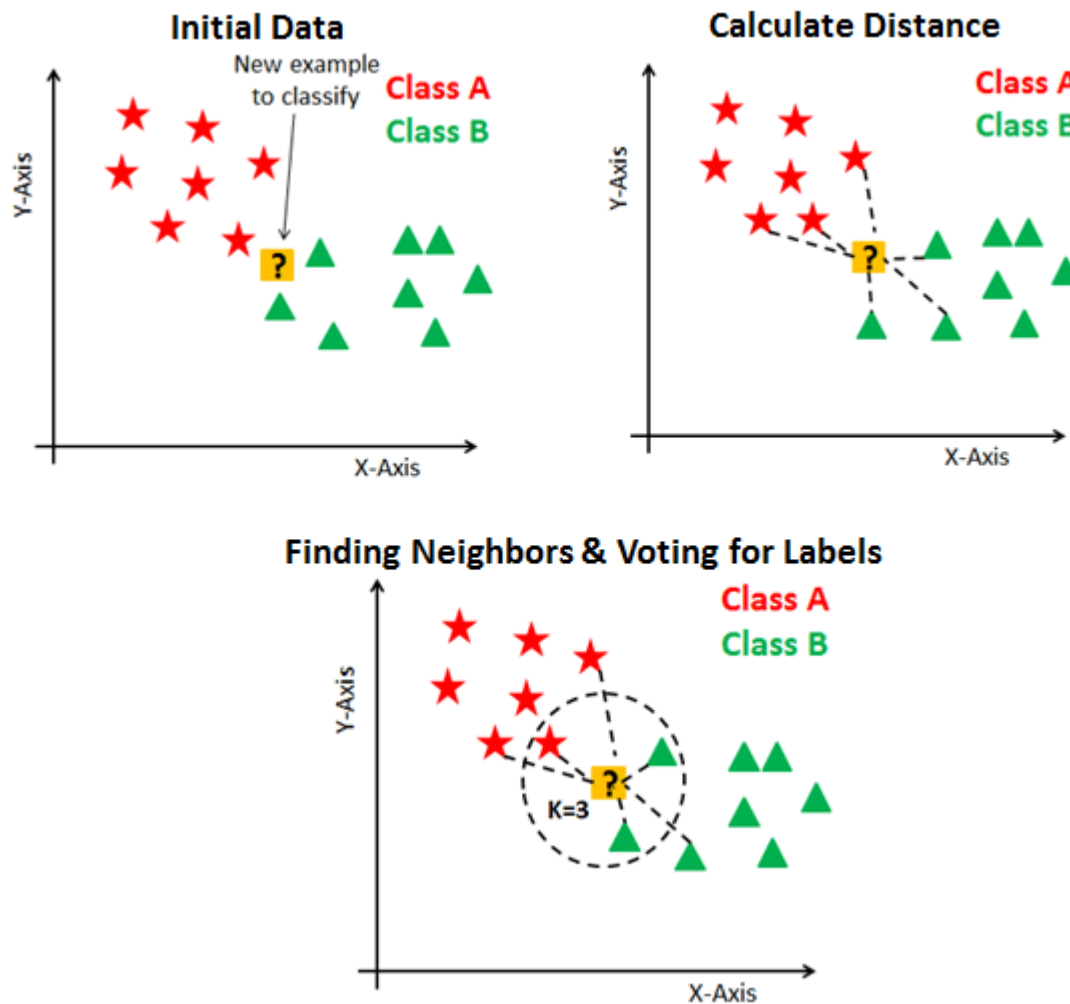 Initial Data
New example
to classify
Class A
Class B
Y-Axis
?
X-Axis
Calculate Distance
Class A
Class B
Y-Axis
?
X-Axis
Finding Neighbors & Voting for Labels
Class A
Class B
Y-Axis
?
K=3
X-Axis